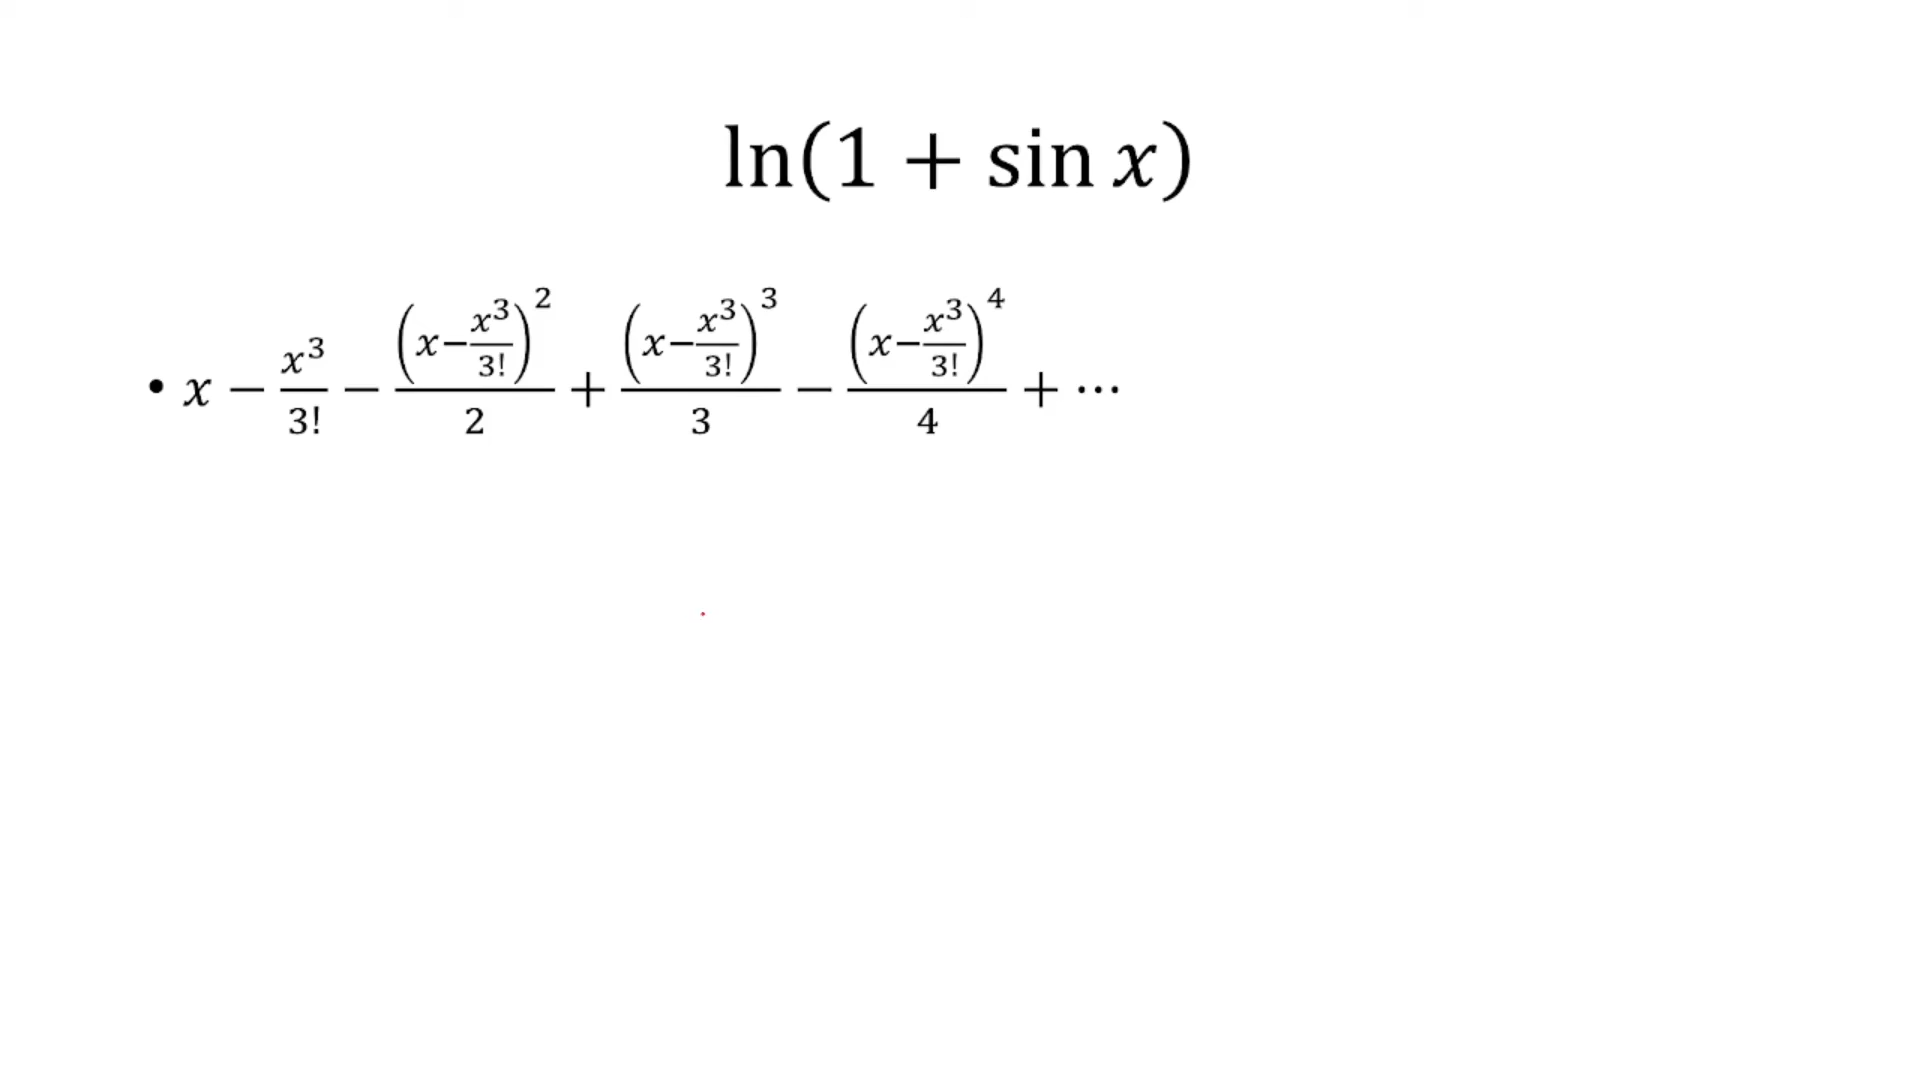 ln(1 + sin x)
• x − x³/3! − (x−x³/3!)²/2 + (x−x³/3!)³/3 − (x−x³/3!)⁴/4 + ⋯